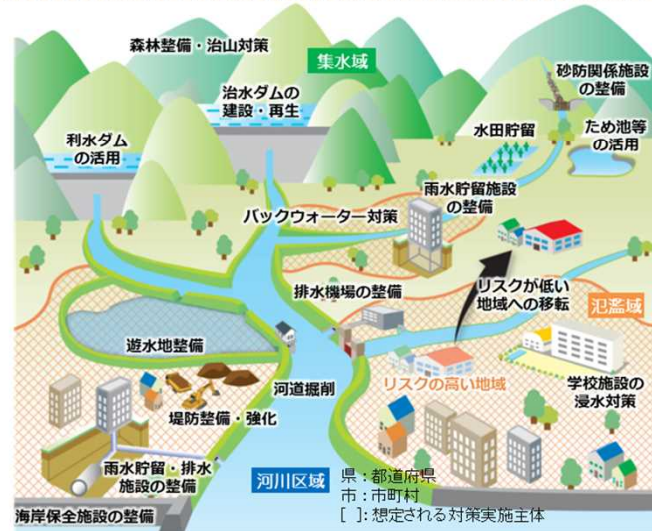 森林整備・治山対策
集水域
砂防関係施設
の整備
治水ダムの
建設・再生
利水ダム
の活用
水田貯留
ため池等
の活用
雨水貯留施設
の整備
バックウォーター対策
排水機場の整備
リスクが低い
地域への移転
氾濫域
遊水地整備
リスクの高い地域
学校施設の
浸水対策
河道掘削
堤防整備・強化
雨水貯留・排水
施設の整備
河川区域
県：都道府県
市：市町村
[ ]：想定される対策実施主体
海岸保全施設の整備